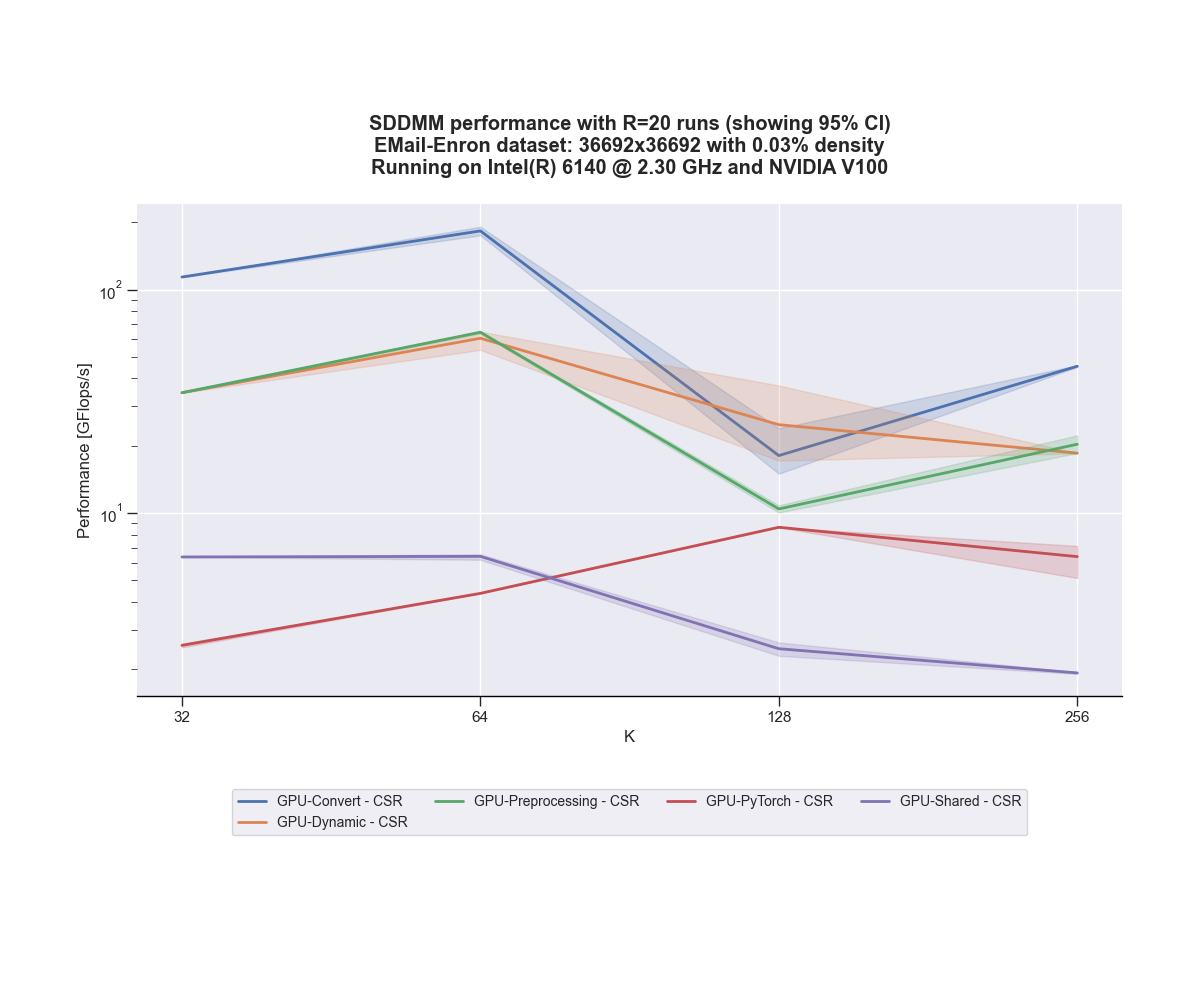 SDDMM performance with R=20 runs (showing 95% CI)
EMail-Enron dataset: 36692x36692 with 0.03% density
Running on Intel(R) 6140 @ 2.30 GHz and NVIDIA V100
Performance [GFlops/s]
10^2
10^1
32 64 128 256
K
GPU-Convert - CSR GPU-Preprocessing - CSR GPU-PyTorch - CSR GPU-Shared - CSR
GPU-Dynamic - CSR